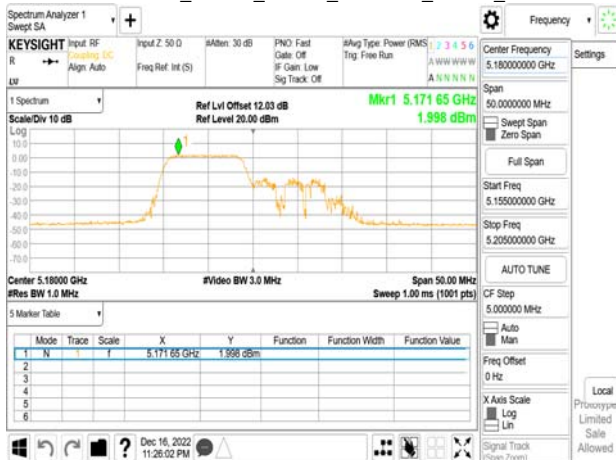 Spectrum Analyzer 1
Swept SA
+
Frequency
KEYSIGHT
R
Input: RF
Coupling: DC
Align: Auto
Input Z: 50 Ω
Freq Ref: Int (S)
#Atten: 30 dB
PNO: Fast
Gate: Off
IF Gain: Low
Sig Track: Off
#Avg Type: Power (RMS
Trig: Free Run
1 2 3 4 5 6
A W W W W W
A N N N N N
1 Spectrum
Scale/Div 10 dB
Ref Lvl Offset 12.03 dB
Ref Level 20.00 dBm
Mkr1 5.171 65 GHz
1.998 dBm
Log
10.0
0.00
-10.0
-20.0
-30.0
-40.0
-50.0
-60.0
-70.0
1
Center 5.18000 GHz
#Res BW 1.0 MHz
#Video BW 3.0 MHz
Span 50.00 MHz
Sweep 1.00 ms (1001 pts)
5 Marker Table
Mode Trace Scale X Y Function Function Width Function Value
1 N 1 f 5.171 65 GHz 1.998 dBm
2
3
4
5
6
Dec 16, 2022
11:26:02 PM
Center Frequency
5.180000000 GHz
Span
50.0000000 MHz
Swept Span
Zero Span
Full Span
Start Freq
5.155000000 GHz
Stop Freq
5.205000000 GHz
AUTO TUNE
CF Step
5.000000 MHz
Auto
Man
Freq Offset
0 Hz
X Axis Scale
Log
Lin
Signal Track
(Span Zoom)
Settings
Local
Prototype
Limited
Sale
Allowed